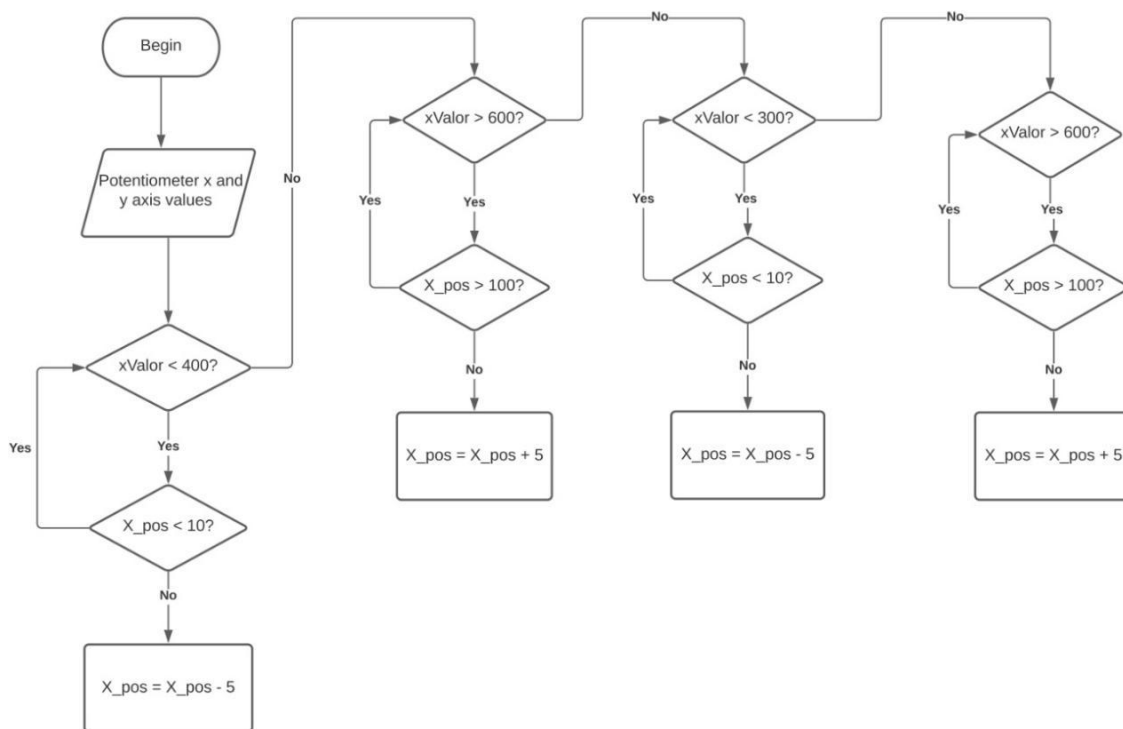 Begin
Potentiometer x and
y axis values
xValor < 400?
No
Yes
Yes
X_pos < 10?
No
X_pos = X_pos - 5
xValor > 600?
No
Yes
Yes
X_pos > 100?
No
X_pos = X_pos + 5
xValor < 300?
No
Yes
Yes
X_pos < 10?
No
X_pos = X_pos - 5
xValor > 600?
Yes
Yes
X_pos > 100?
No
X_pos = X_pos + 5